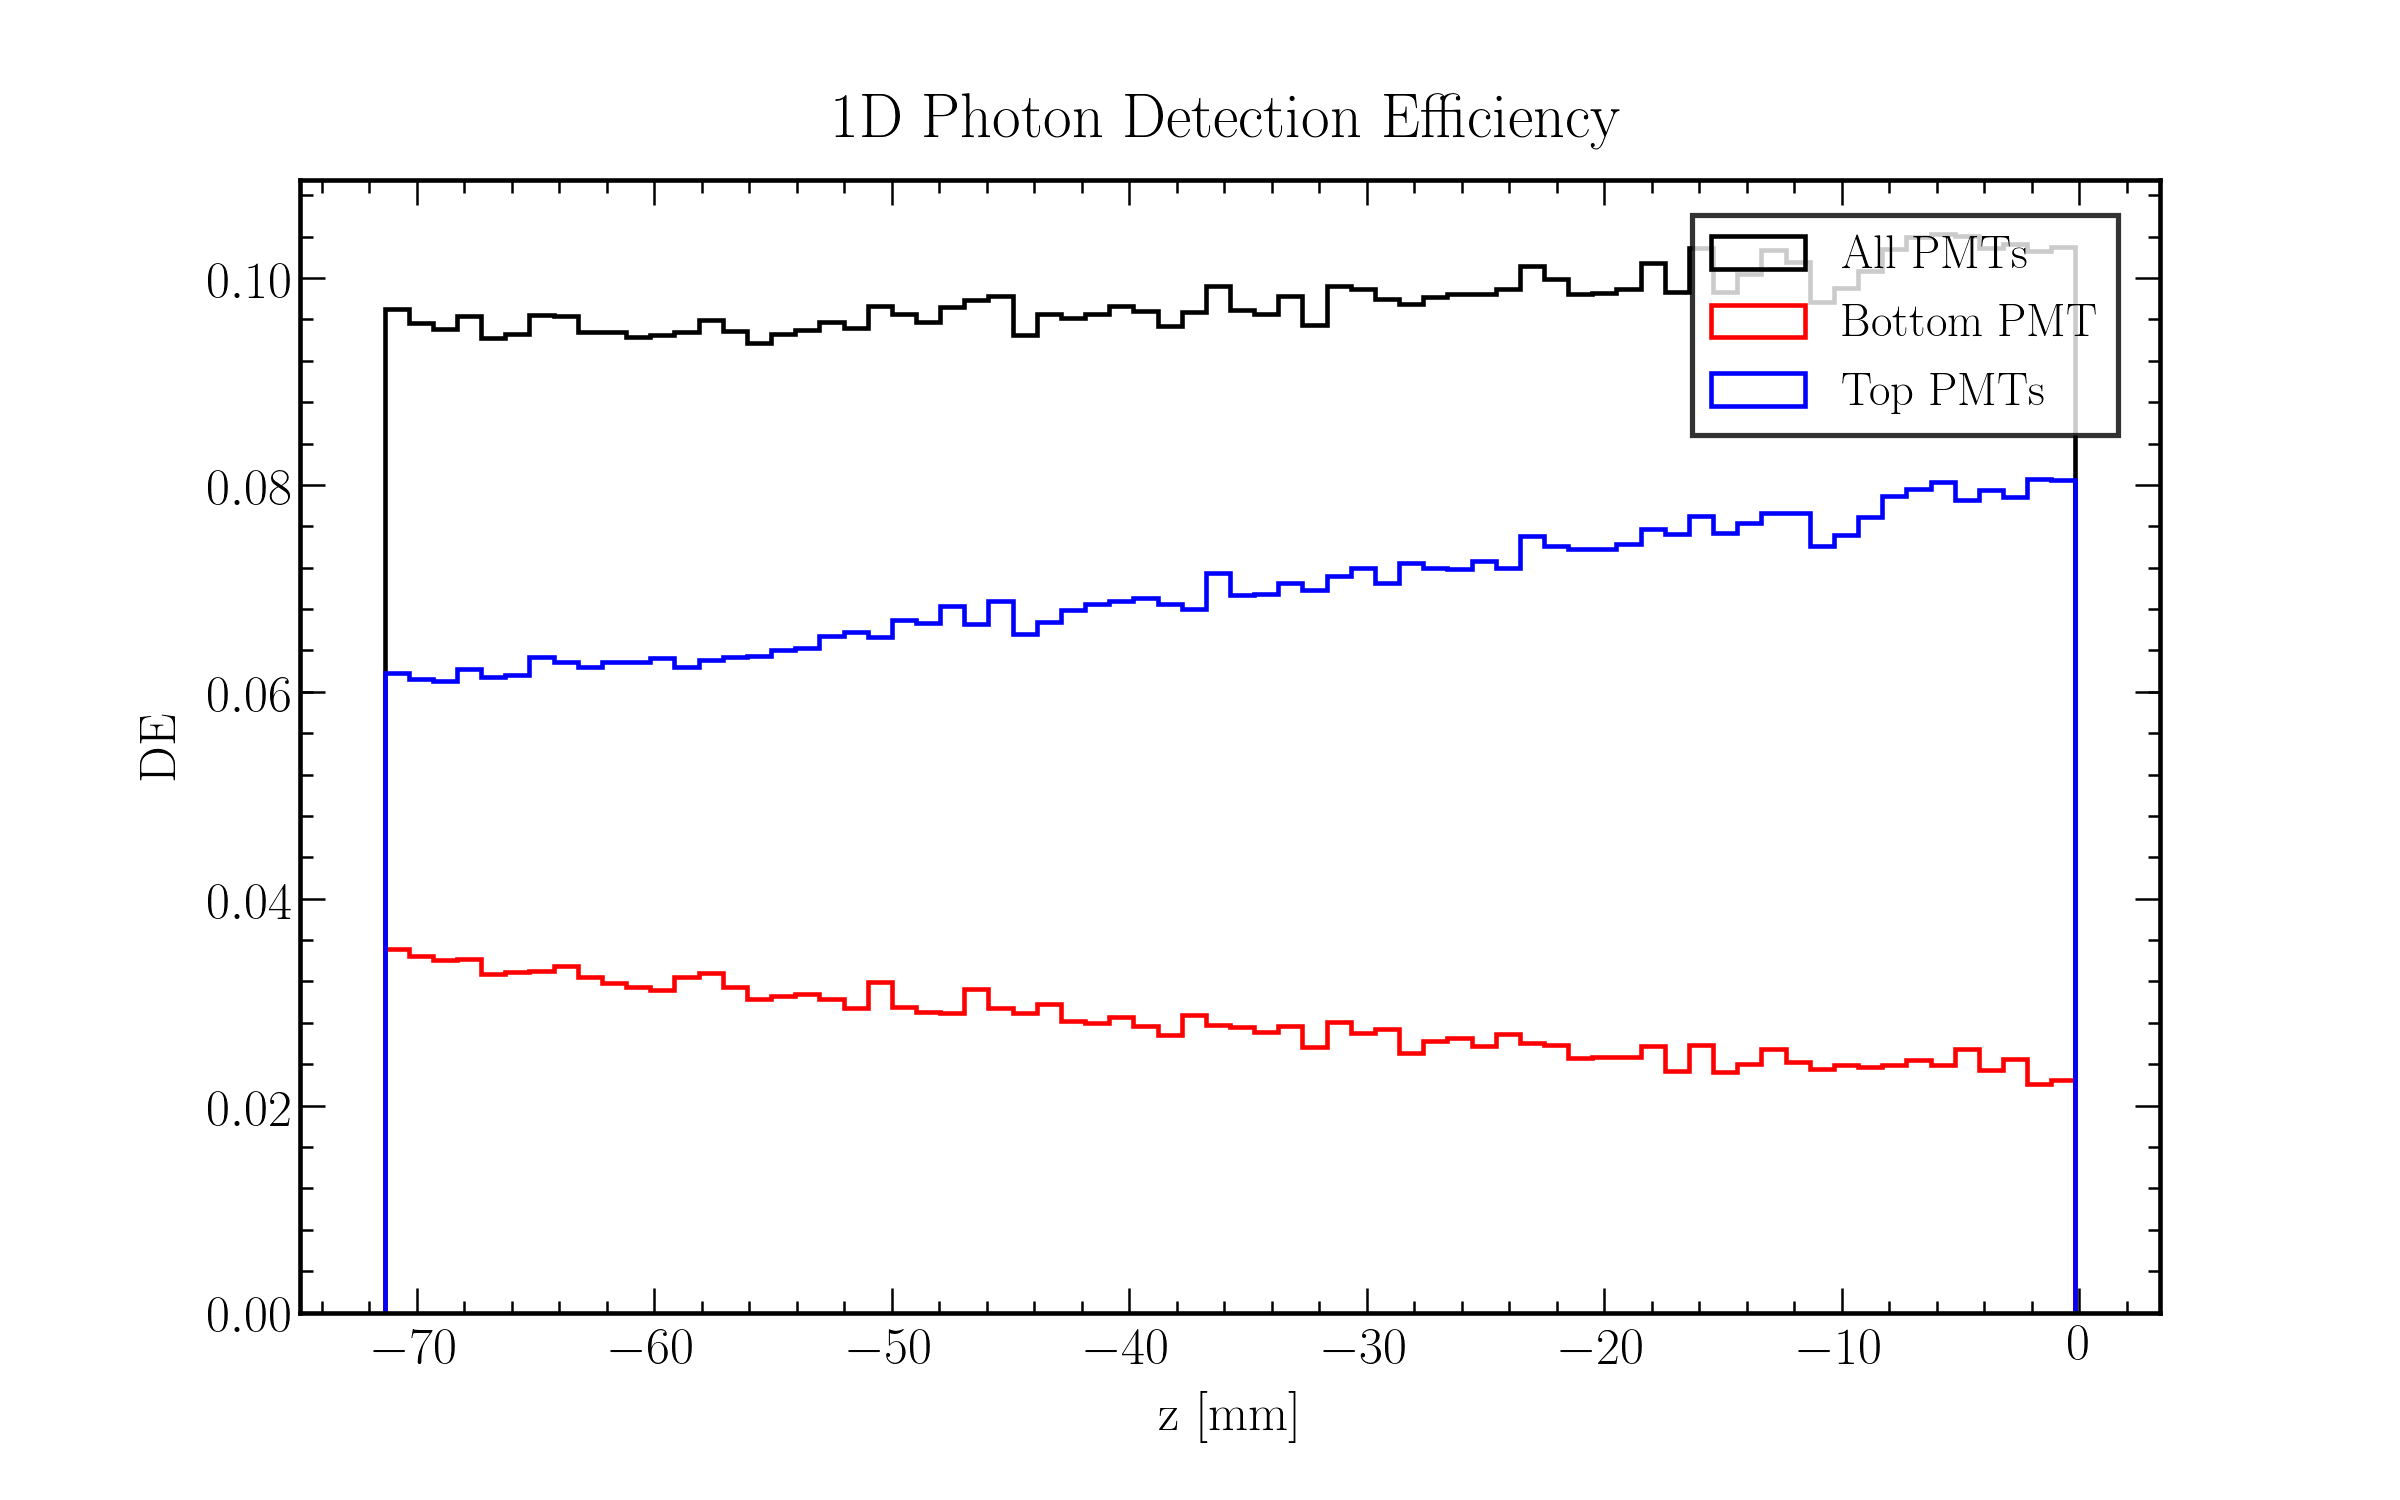 1D Photon Detection Efficiency
All PMTs
Bottom PMT
Top PMTs
DE
0.10
0.08
0.06
0.04
0.02
0.00
−70 −60 −50 −40 −30 −20 −10 0
z [mm]